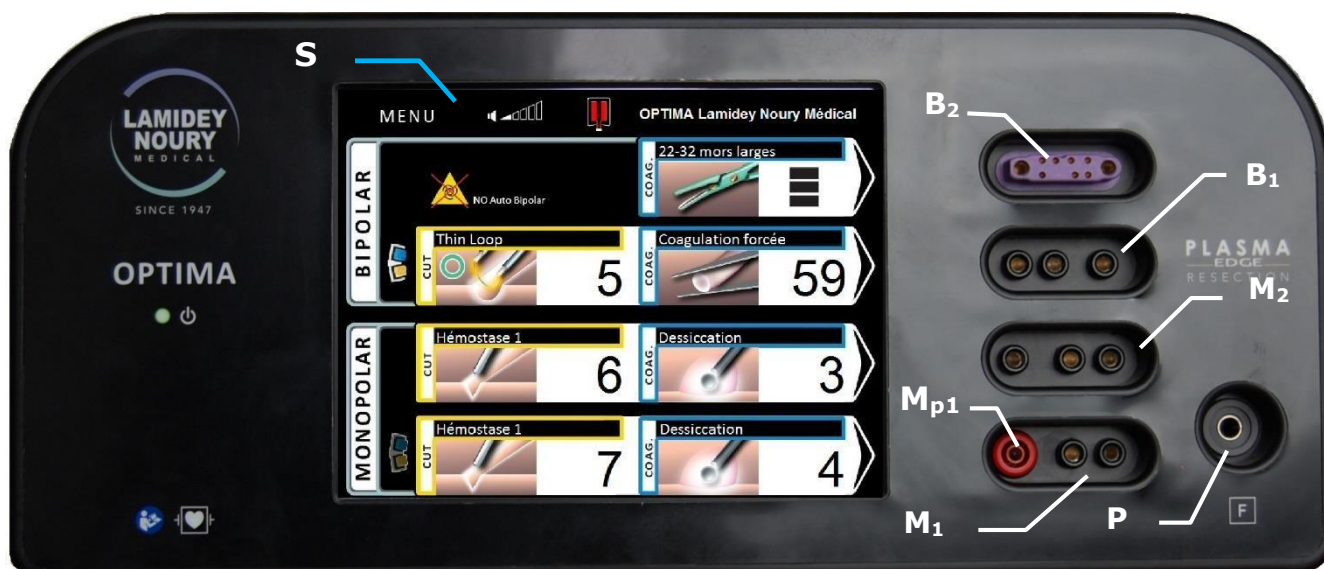 S
LAMIDEY
NOURY
MEDICAL
SINCE 1947
OPTIMA
MENU
OPTIMA Lamidey Noury Médical
BIPOLAR
NO Auto Bipolar
COAG.
22-32 mors larges
CUT
Thin Loop
5
COAG.
Coagulation forcée
59
MONOPOLAR
CUT
Hémostase 1
6
COAG.
Dessiccation
3
CUT
Hémostase 1
7
COAG.
Dessiccation
4
B₂
B₁
PLASMA
EDGE
RESECTION
M₂
Mp1
M₁
P
F